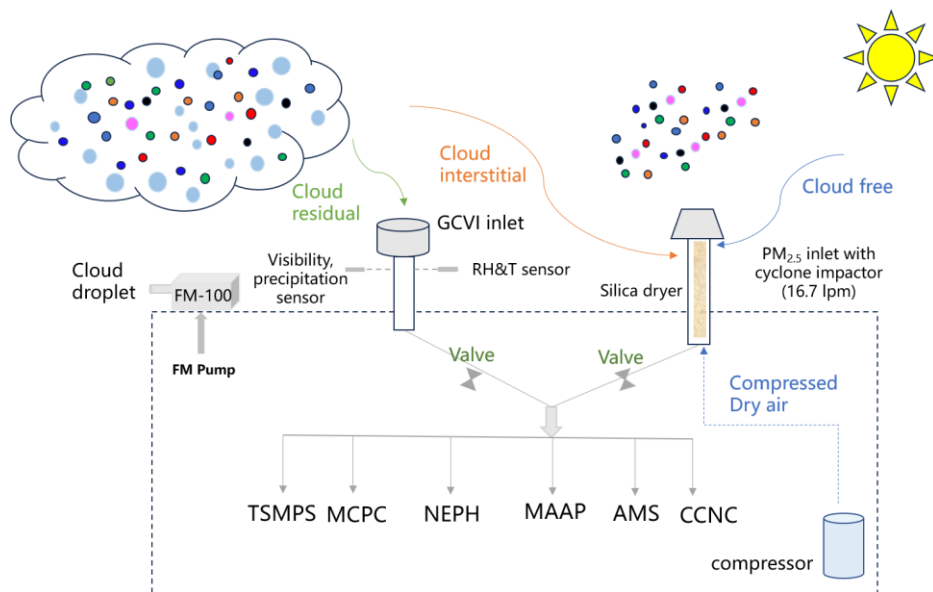 Cloud
residual
Cloud
interstitial
Cloud free
GCVI inlet
Visibility,
precipitation
sensor
RH&T sensor
Cloud
droplet
FM-100
FM Pump
Silica dryer
PM₂.₅ inlet with
cyclone impactor
(16.7 lpm)
Valve
Valve
Compressed
Dry air
TSMPS
MCPC
NEPH
MAAP
AMS
CCNC
compressor